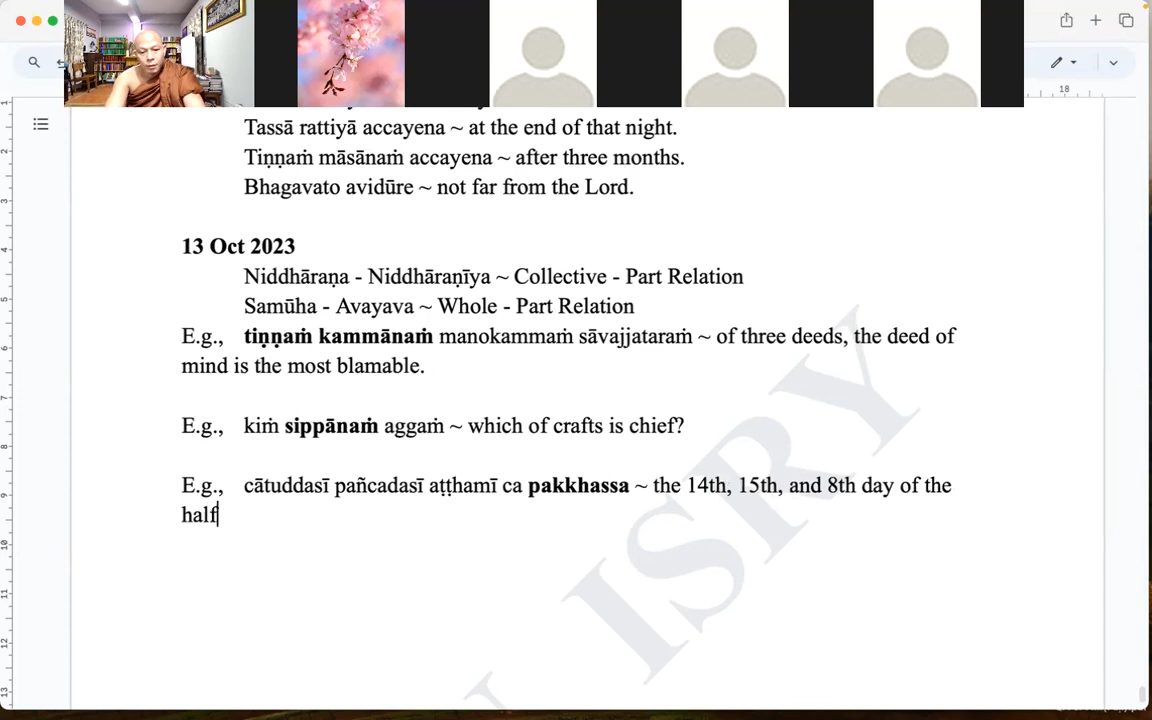 18
Tassā rattiyā accayena ~ at the end of that night.
Tiṇṇaṁ māsānaṁ accayena ~ after three months.
Bhagavato avidūre ~ not far from the Lord.
13 Oct 2023
Niddhāraṇa - Niddhāraṇīya ~ Collective - Part Relation
Samūha - Avayava ~ Whole - Part Relation
E.g., tiṇṇaṁ kammānaṁ manokammaṁ sāvajjataraṁ ~ of three deeds, the deed of
mind is the most blamable.
E.g., kiṁ sippānaṁ aggaṁ ~ which of crafts is chief?
E.g., cātuddasī pañcadasī aṭṭhamī ca pakkhassa ~ the 14th, 15th, and 8th day of the
half
ISRY